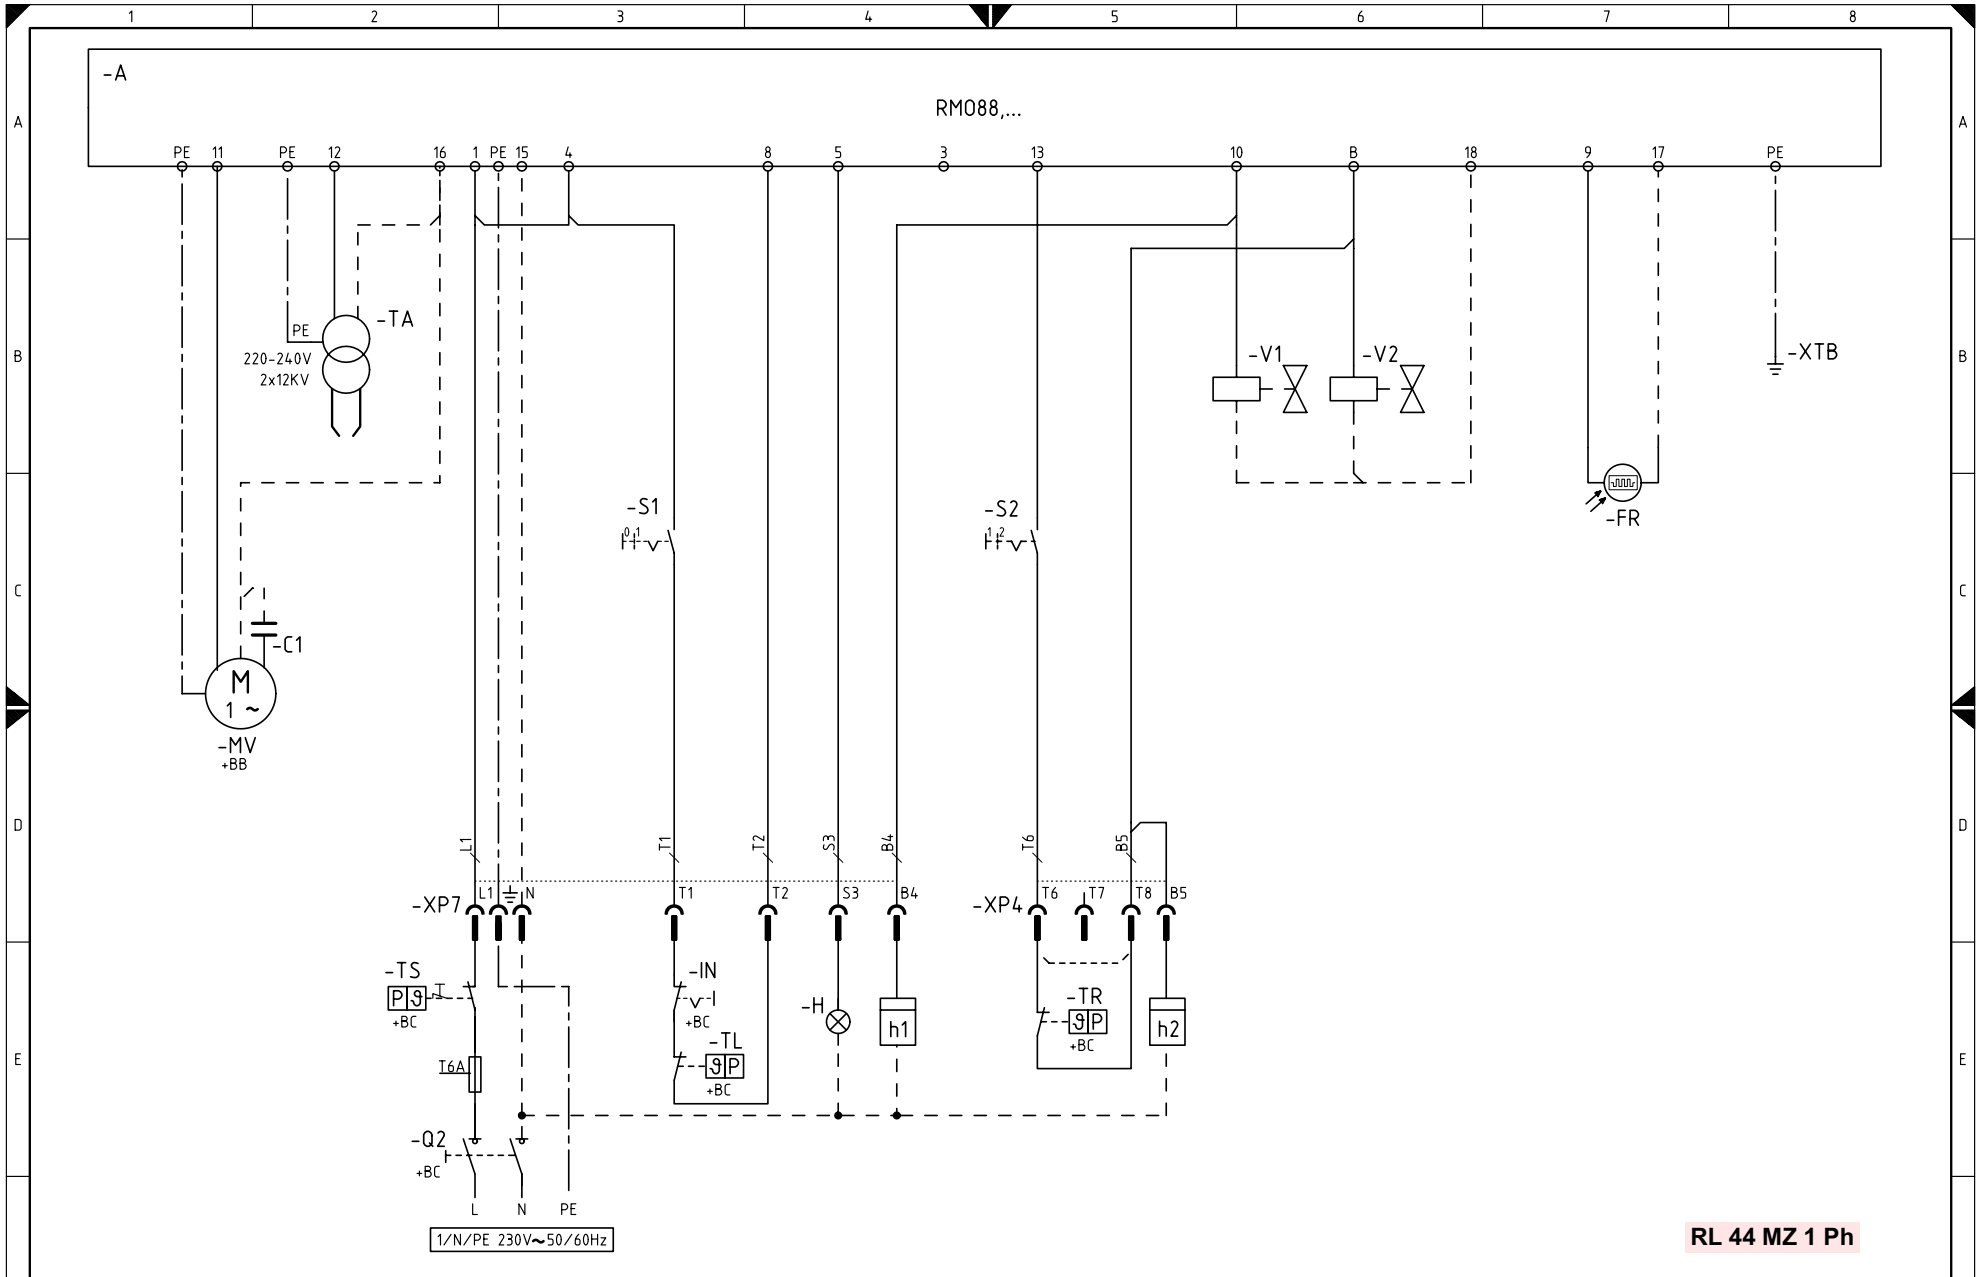 1 2 3 4 5 6 7 8
-A
RMO88,...
A A
PE 11 PE 12 16 1 PE 15 4 8 5 3 13 10 B 18 9 17 PE
-TA
PE
220-240V
2x12KV
-V1 -V2 -XTB
B B
-S1 -S2 -FR
0 1 1 2
C C
-C1
M
1 ~
-MV
+BB
D D
L1 T1 T2 S3 B4 T6 B5
-XP7 L1 N T1 T2 S3 B4 -XP4 T6 T7 T8 B5
-TS -IN -TR
Pϑ -H h1 ϑP h2
+BC +BC +BC
-TL
E T6A ϑP E
+BC
-Q2
+BC
L N PE
1/N/PE 230V~50/60Hz
RL 44 MZ 1 Ph